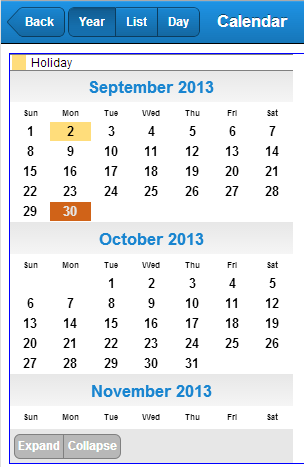 Back Year List Day Calendar
Holiday
September 2013
Sun Mon Tue Wed Thu Fri Sat
1 2 3 4 5 6 7
8 9 10 11 12 13 14
15 16 17 18 19 20 21
22 23 24 25 26 27 28
29 30
October 2013
Sun Mon Tue Wed Thu Fri Sat
1 2 3 4 5
6 7 8 9 10 11 12
13 14 15 16 17 18 19
20 21 22 23 24 25 26
27 28 29 30 31
November 2013
Sun Mon Tue Wed Thu Fri Sat
Expand Collapse